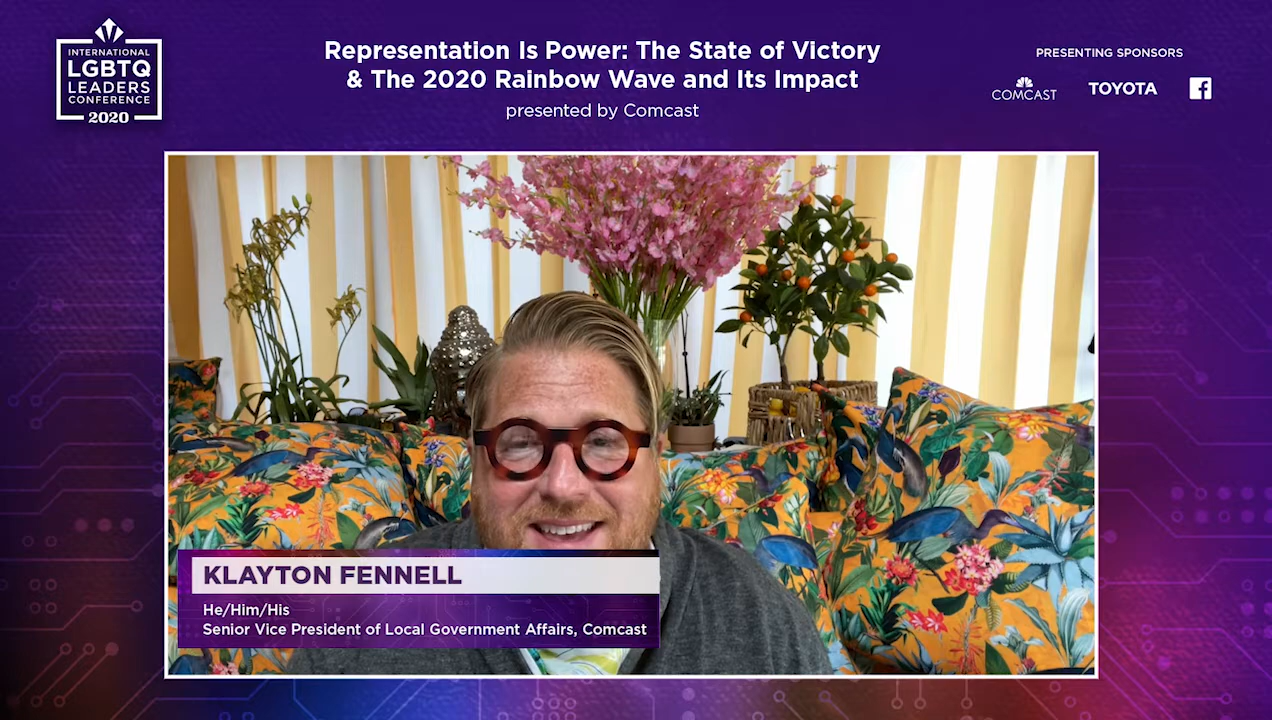 INTERNATIONAL
LGBTQ
LEADERS
CONFERENCE
2020
Representation Is Power: The State of Victory
& The 2020 Rainbow Wave and Its Impact
presented by Comcast
PRESENTING SPONSORS
COMCAST
TOYOTA
f
KLAYTON FENNELL
He/Him/His
Senior Vice President of Local Government Affairs, Comcast